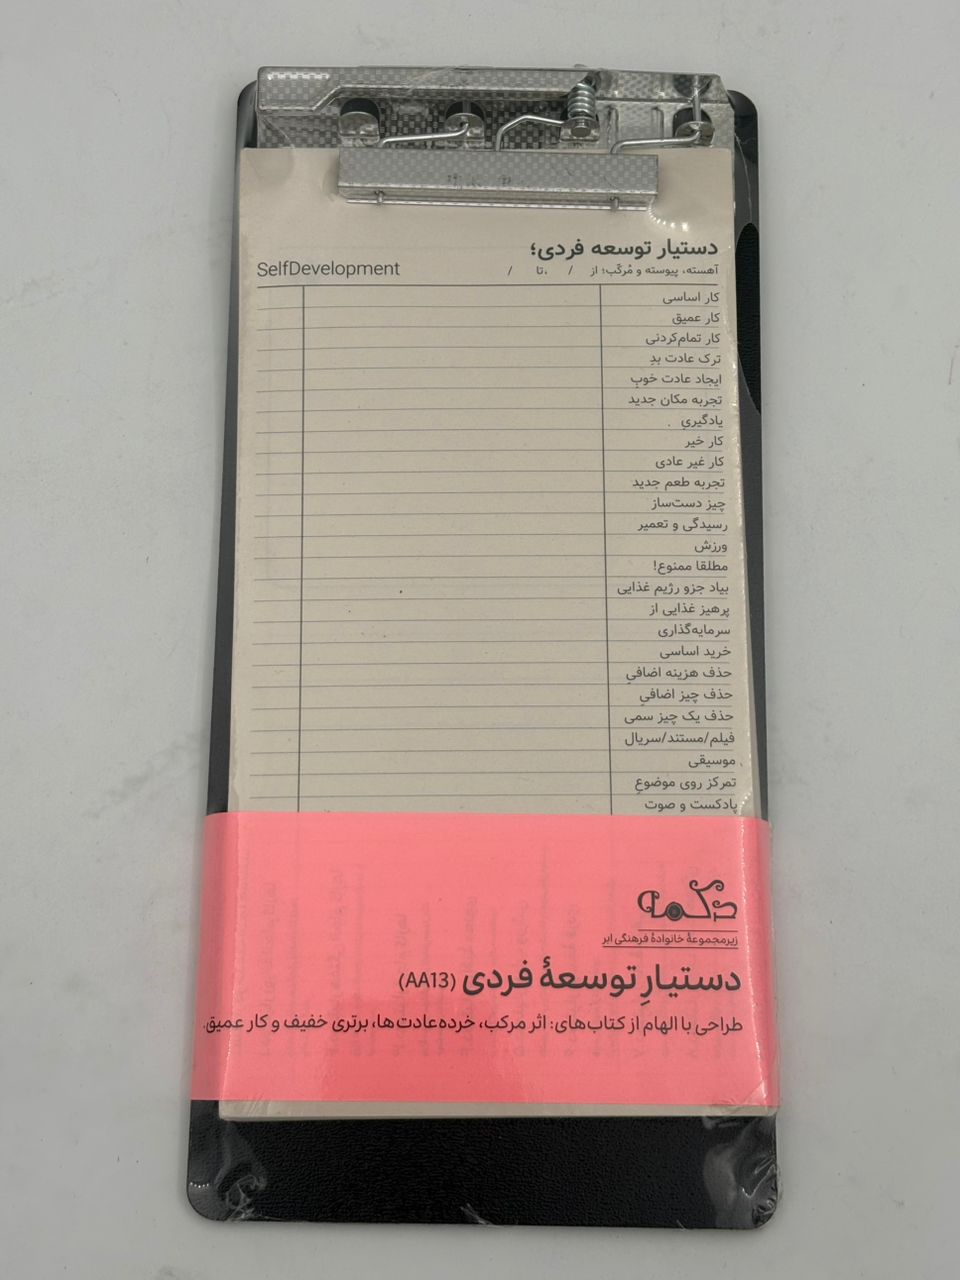 دستیار توسعه فردی؛
آهسته، پیوسته و مُرکّب؛ از / ،تا /
SelfDevelopment
کار اساسی
کار عمیق
کار تمام‌کردنی
ترک عادت بدِ
ایجاد عادت خوبِ
تجربه مکان جدید
یادگیریِ .
کار خیر
کار غیر عادی
تجربه طعم جدید
چیز دست‌ساز
رسیدگی و تعمیر
ورزش
مطلقا ممنوع!
بیاد جزو رژیم غذایی
پرهیز غذایی از
سرمایه‌گذاری
خرید اساسی
حذف هزینه اضافیِ
حذف چیز اضافیِ
حذف یک چیز سمی
فیلم/مستند/سریال
موسیقی
تمرکز روی موضوعِ
پادکست و صوت
دکمه
زیرمجموعهٔ خانوادهٔ فرهنگی ابر
دستیارِ توسعهٔ فردی (AA13)
طراحی با الهام از کتاب‌های: اثر مرکب، خرده‌عادت‌ها، برتری خفیف و کار عمیق.